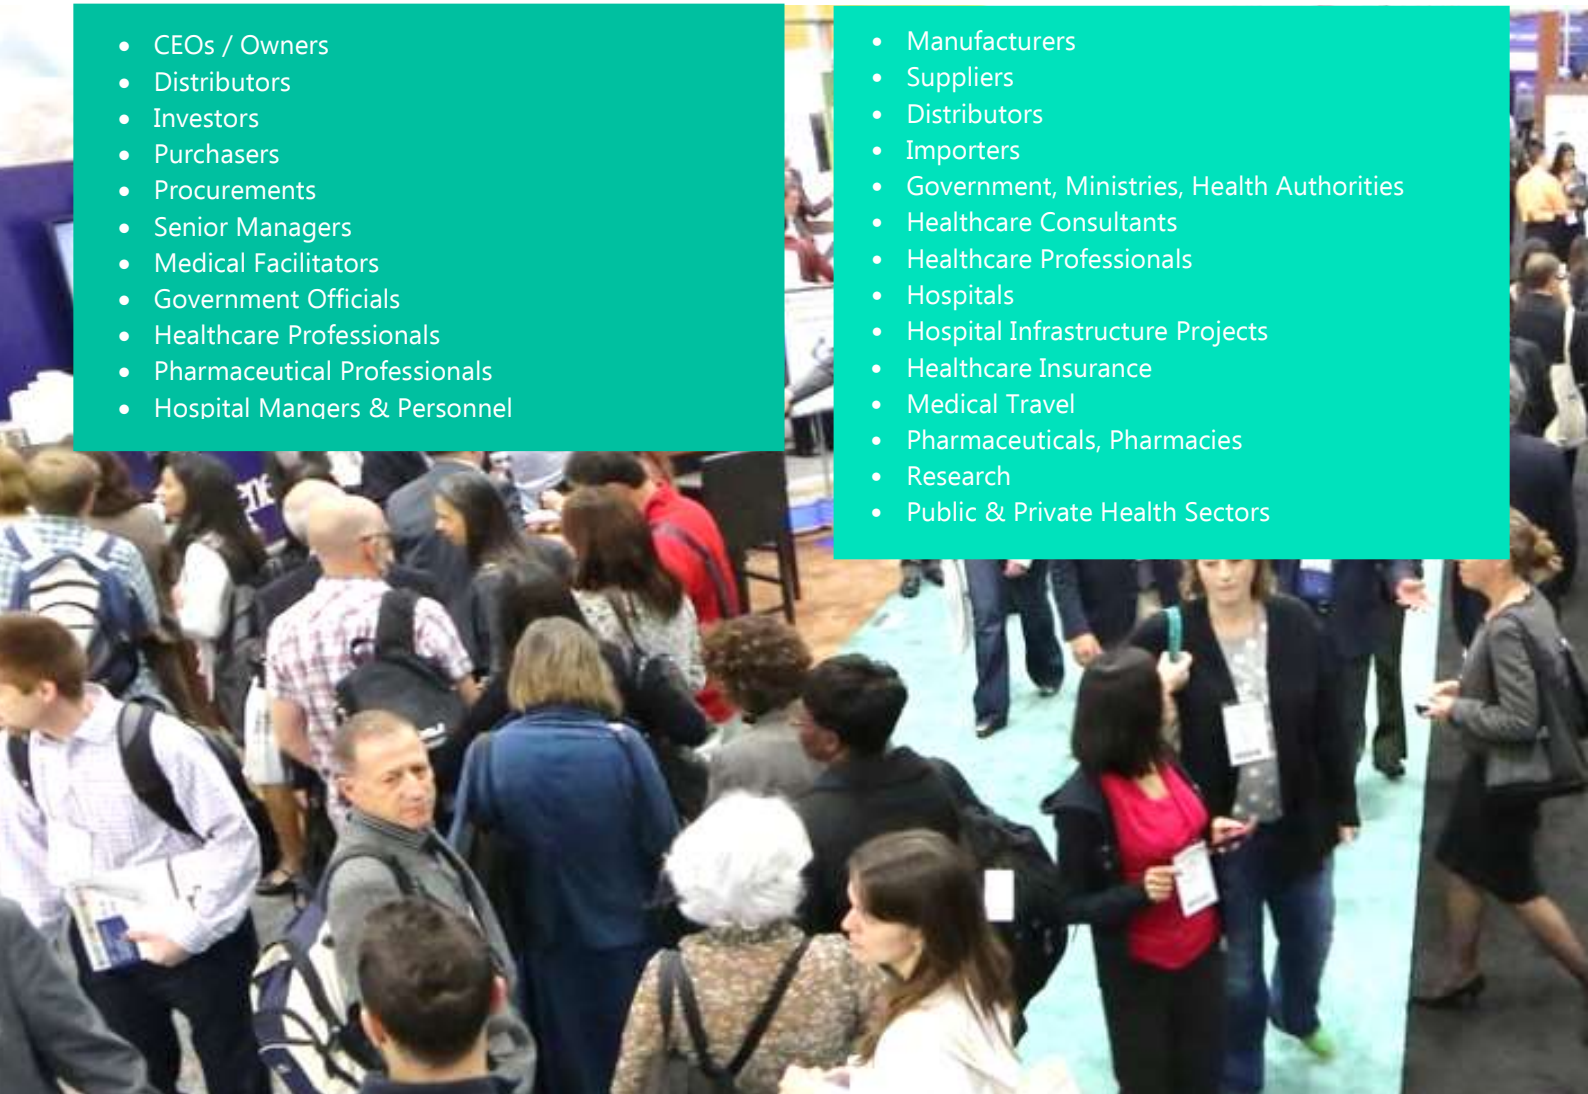 • CEOs / Owners
• Distributors
• Investors
• Purchasers
• Procurements
• Senior Managers
• Medical Facilitators
• Government Officials
• Healthcare Professionals
• Pharmaceutical Professionals
• Hospital Mangers & Personnel
• Manufacturers
• Suppliers
• Distributors
• Importers
• Government, Ministries, Health Authorities
• Healthcare Consultants
• Healthcare Professionals
• Hospitals
• Hospital Infrastructure Projects
• Healthcare Insurance
• Medical Travel
• Pharmaceuticals, Pharmacies
• Research
• Public & Private Health Sectors